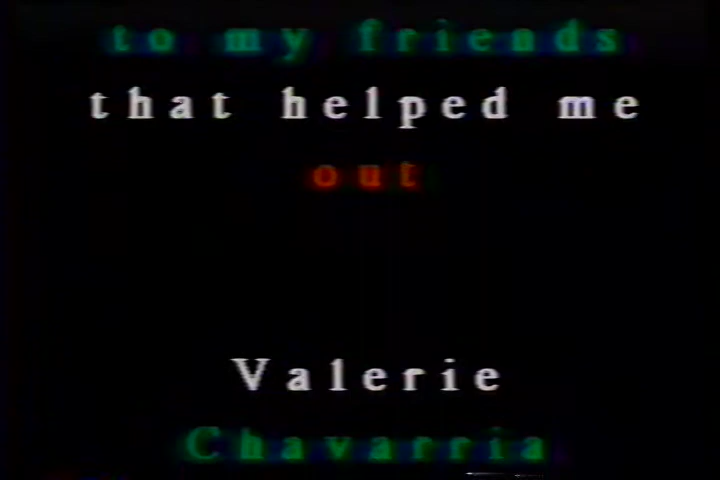 to my friends
that helped me
out
Valerie
Chavarria